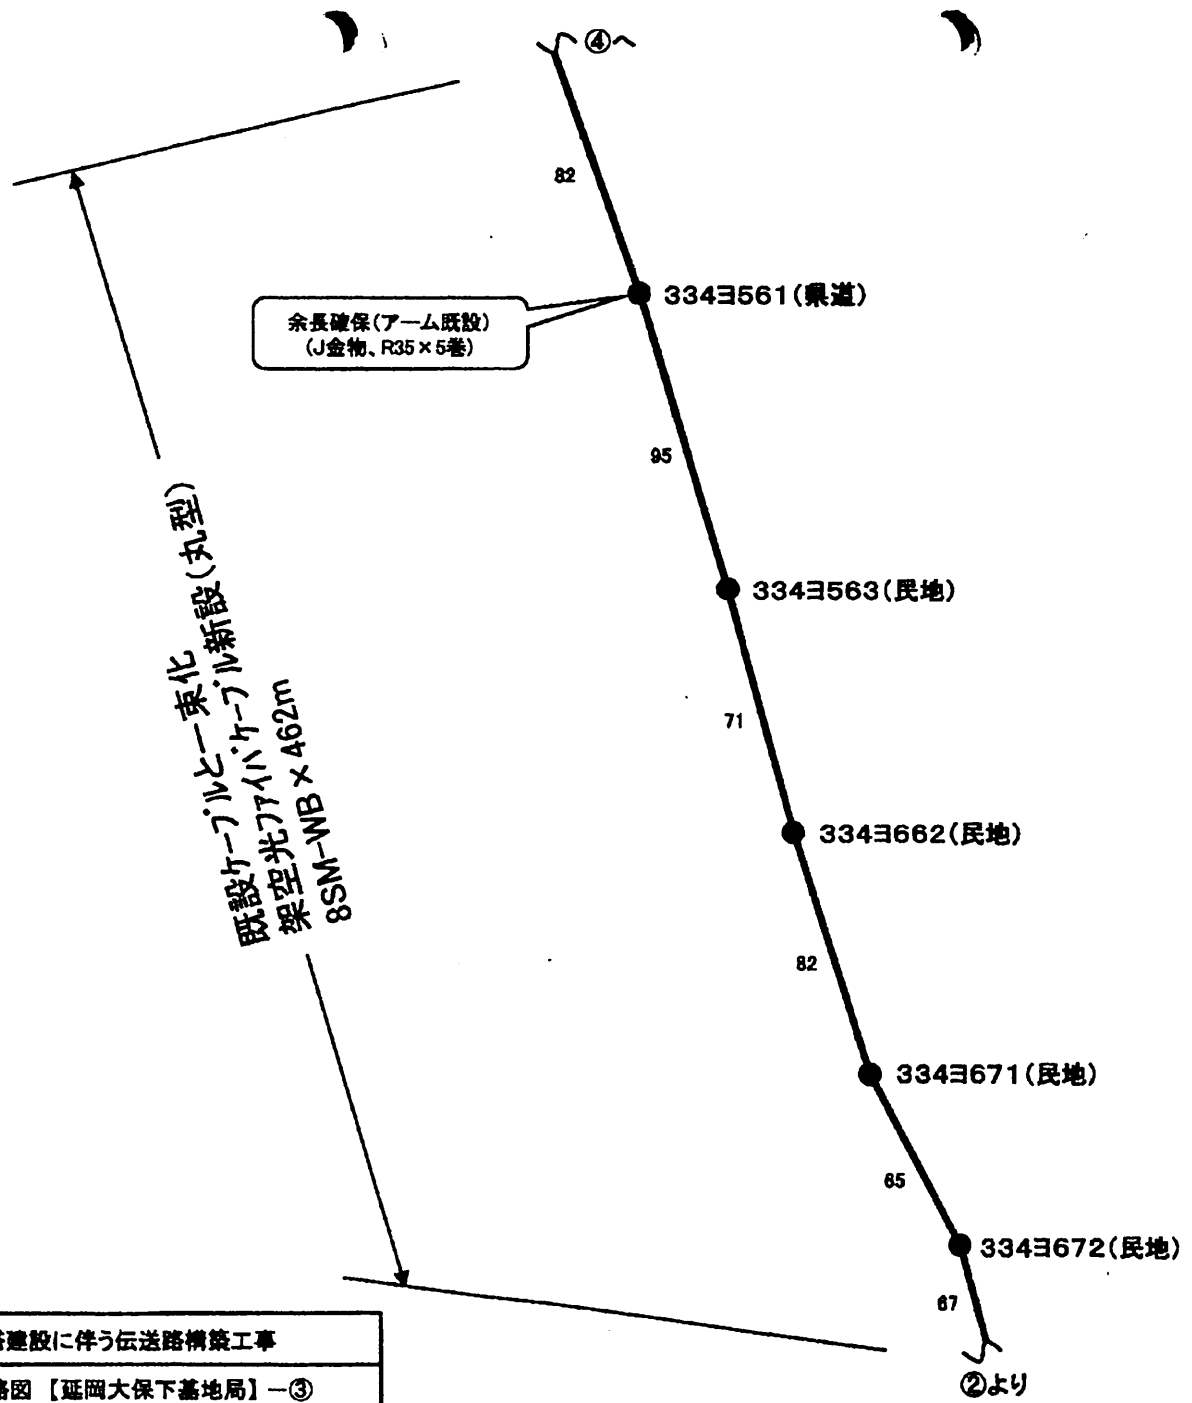 ④へ
82
334ヨ561(県道)
余長確保(アーム既設)
(J金物、R35×5巻)
95
334ヨ563(民地)
71
334ヨ662(民地)
既設ケーブルと一束化
架空光ファイバケーブル新設(丸型)
8SM-WB×462m
82
334ヨ671(民地)
65
334ヨ672(民地)
67
②より
建設に伴う伝送路構築工事
図 【延岡大保下基地局】-③